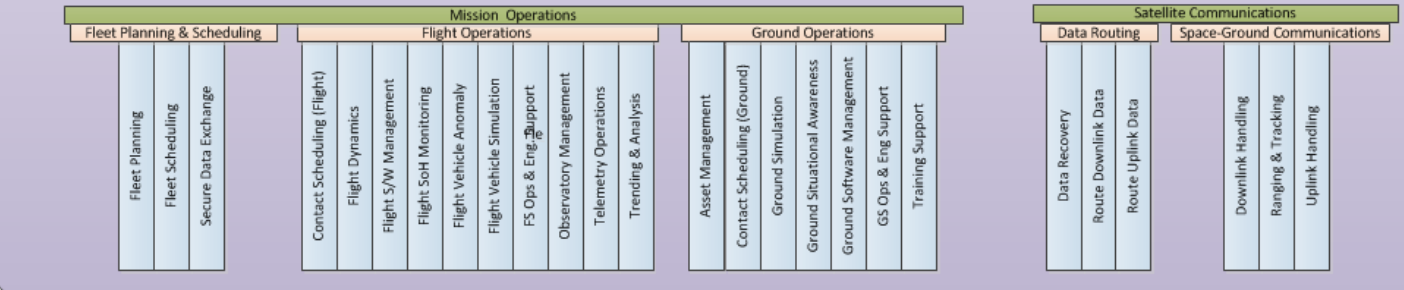 Mission Operations
Satellite Communications
Fleet Planning & Scheduling
Flight Operations
Ground Operations
Data Routing
Space-Ground Communications
Fleet Planning
Fleet Scheduling
Secure Data Exchange
Contact Scheduling (Flight)
Flight Dynamics
Flight S/W Management
Flight SoH Monitoring
Flight Vehicle Anomaly
Flight Vehicle Simulation
FS Ops & Eng. Support
Observatory Management
Telemetry Operations
Trending & Analysis
Asset Management
Contact Scheduling (Ground)
Ground Simulation
Ground Situational Awareness
Ground Software Management
GS Ops & Eng Support
Training Support
Data Recovery
Route Downlink Data
Route Uplink Data
Downlink Handling
Ranging & Tracking
Uplink Handling